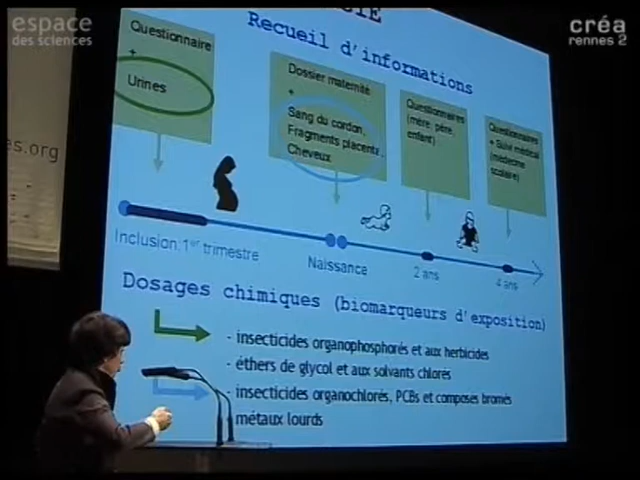 espace
des sciences
créa
rennes 2
GIE
Recueil d'informations
Questionnaire
+
Urines
Dossier maternité
+
Sang du cordon,
Fragments placenta,
Cheveux
Questionnaires
(mère, père,
enfant)
Questionnaires
+ Suivi médical
(médecine
scolaire)
s.org
Inclusion:1er trimestre
Naissance
2 ans
4 ans
Dosages chimiques (biomarqueurs d'exposition)
- insecticides organophosphorés et aux herbicides
- éthers de glycol et aux solvants chlorés
- insecticides organochlorés, PCBs et composes bromés
métaux lourds